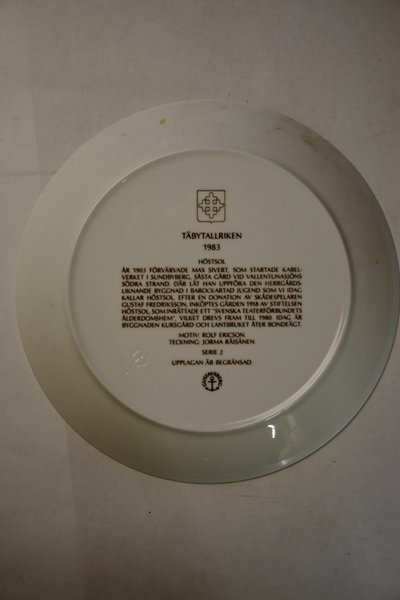 TÄBYTALLRIKEN
1983
HÖSTSOL
ÅR 1903 FÖRVÄRVADE MAX SIVERT, SOM STARTADE KABEL-
VERKET I SUNDBYBERG, SÄSTA GÅRD VID VALLENTUNASJÖNS
SÖDRA STRAND. DÄR LÄT HAN UPPFÖRA DEN HERRGÅRDS-
LIKNANDE BYGGNAD I BAROCKARTAD JUGEND SOM VI IDAG
KALLAR HÖSTSOL. EFTER EN DONATION AV SKÅDESPELAREN
GUSTAF FREDRIKSSON, INKÖPTES GÅRDEN 1918 AV STIFTELSEN
HÖSTSOL, SOM INRÄTTADE ETT "SVENSKA TEATERFÖRBUNDETS
ÅLDERDOMSHEM", VILKET DREVS FRAM TILL 1980. IDAG ÄR
BYGGNADEN KURSGÅRD OCH LANTBRUKET ÅTER BONDEÄGT.
MOTIV: ROLF ERICSON
TECKNING: JORMA RÄISÄNEN
SERIE 2
UPPLAGAN ÄR BEGRÄNSAD.
GUSTAVSBERG